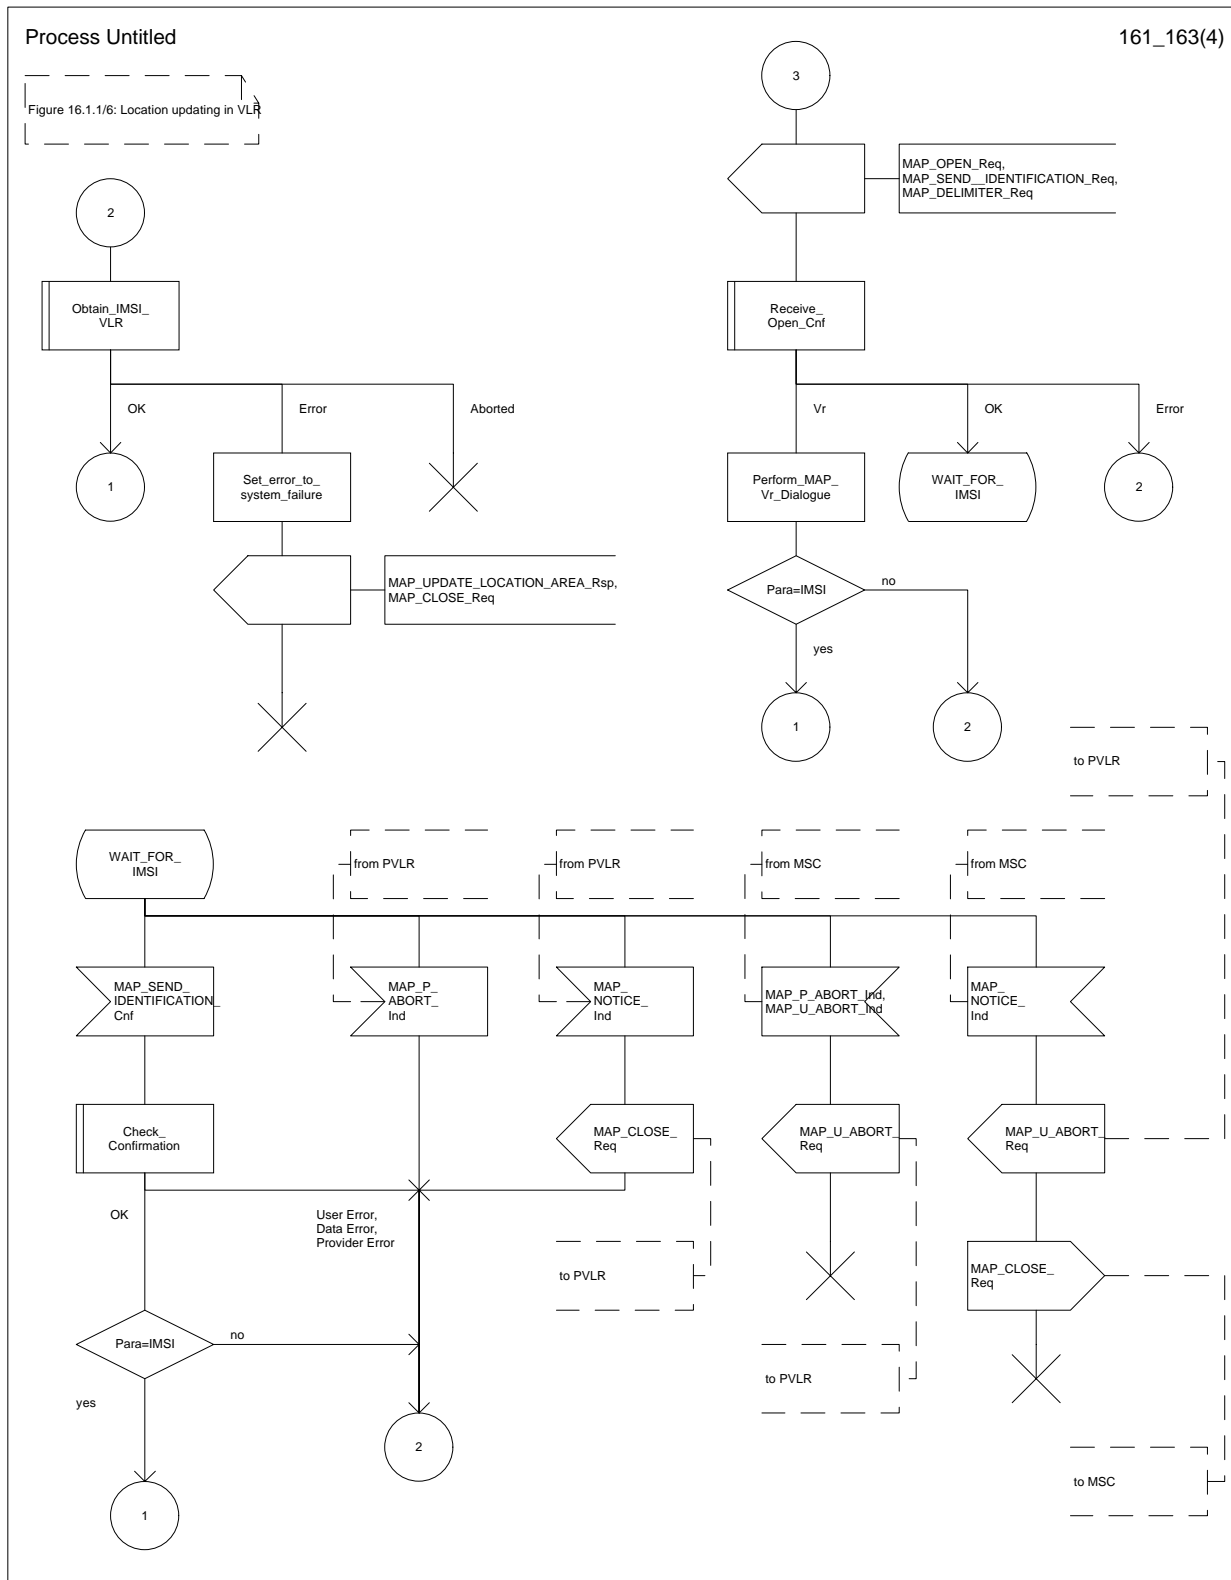 Process Untitled
161_163(4)
Figure 16.1.1/6: Location updating in VLR
3
MAP_OPEN_Req,
MAP_SEND__IDENTIFICATION_Req,
MAP_DELIMITER_Req
2
Obtain_IMSI_
VLR
Receive_
Open_Cnf
OK
Error
Aborted
Vr
OK
Error
1
Set_error_to_
system_failure
Perform_MAP_
Vr_Dialogue
WAIT_FOR_
IMSI
2
MAP_UPDATE_LOCATION_AREA_Rsp,
MAP_CLOSE_Req
Para=IMSI
no
yes
1
2
to PVLR
WAIT_FOR_
IMSI
from PVLR
from PVLR
from MSC
from MSC
MAP_SEND_
IDENTIFICATION_
Cnf
MAP_P_
ABORT_
Ind
MAP_
NOTICE_
Ind
MAP_P_ABORT_Ind,
MAP_U_ABORT_Ind
MAP_
NOTICE_
Ind
Check_
Confirmation
MAP_CLOSE_
Req
MAP_U_ABORT_
Req
MAP_U_ABORT_
Req
OK
User Error,
Data Error,
Provider Error
to PVLR
MAP_CLOSE_
Req
Para=IMSI
no
yes
to PVLR
2
to MSC
1